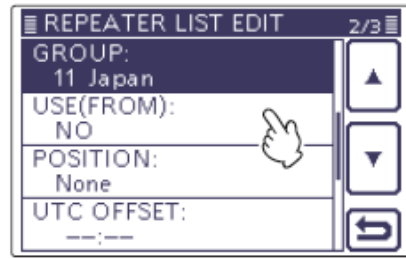 REPEATER LIST EDIT 2/3
GROUP:
11 Japan
USE(FROM):
NO
POSITION:
None
UTC OFFSET:
--:--